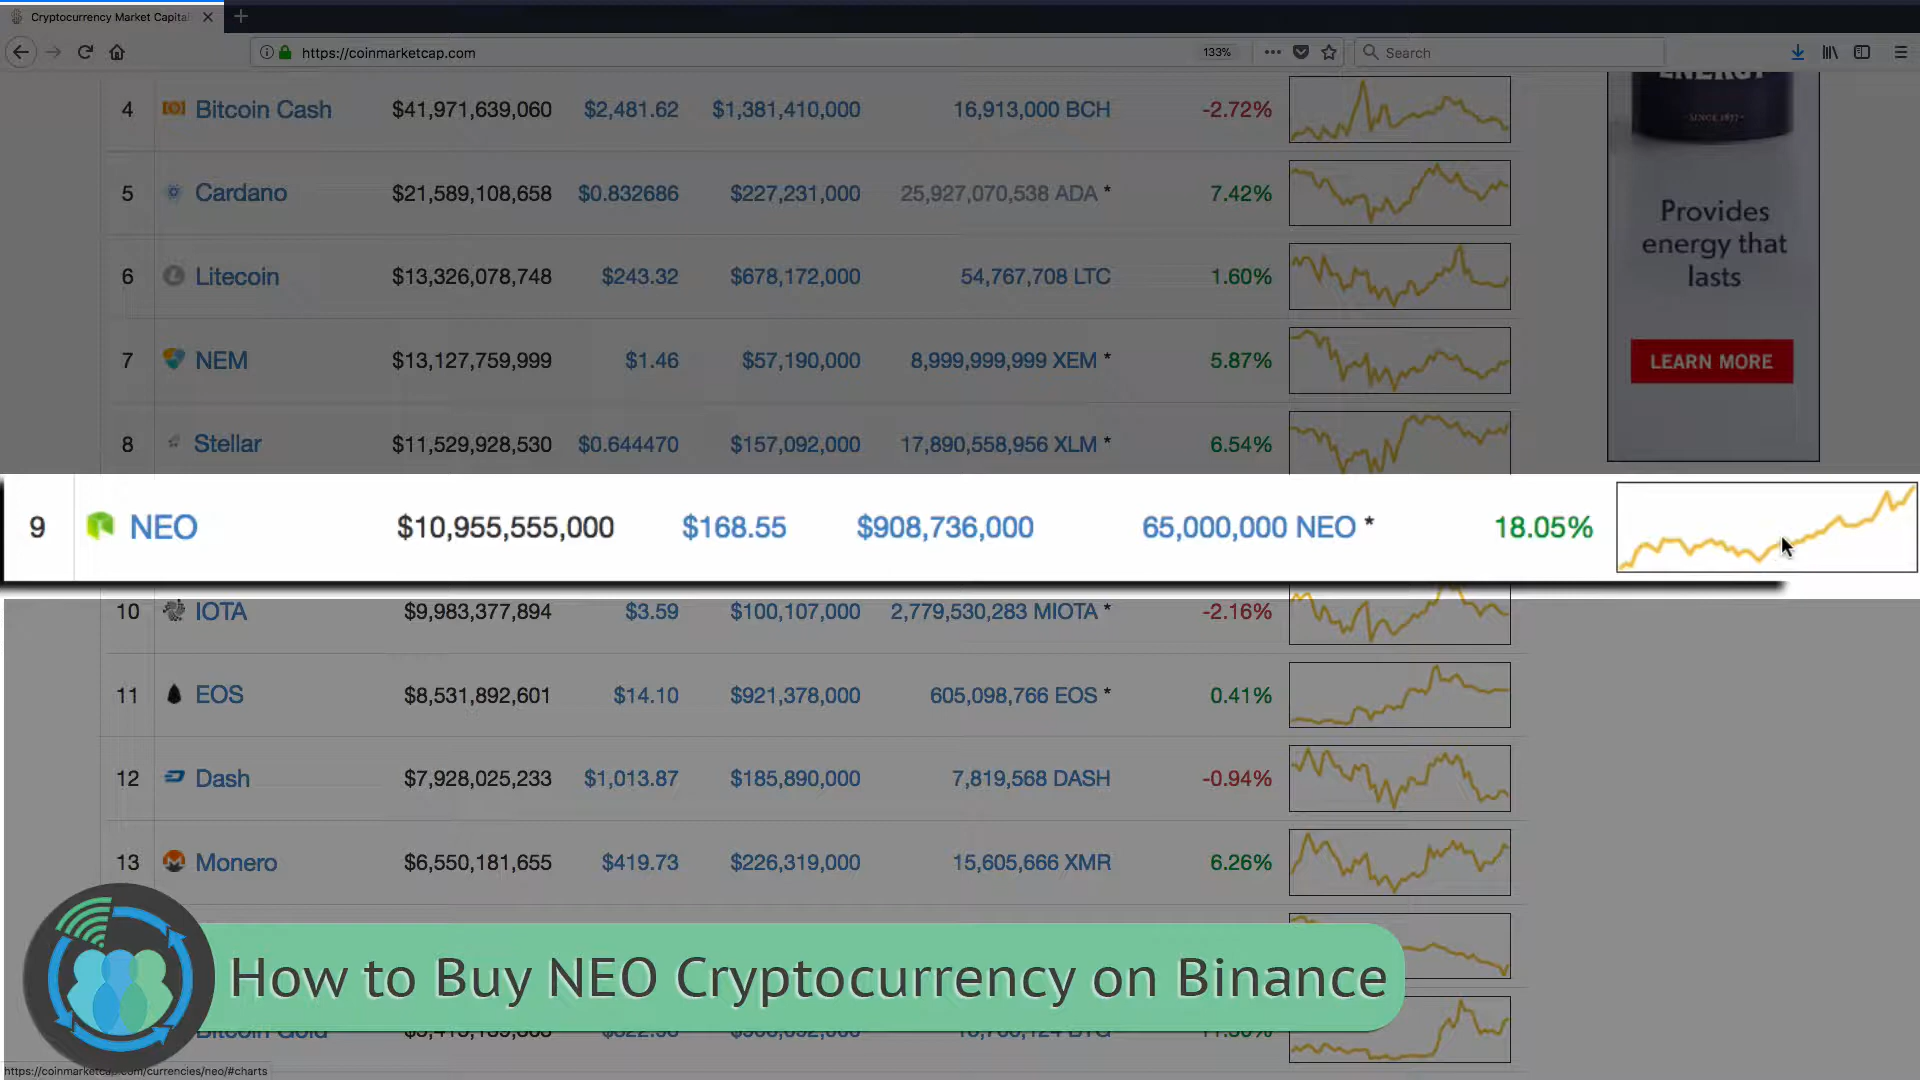 Cryptocurrency Market Capital
https://coinmarketcap.com 133% Search
4 Bitcoin Cash $41,971,639,060 $2,481.62 $1,381,410,000 16,913,000 BCH -2.72%
ENERGY
-SINCE 1877-
5 Cardano $21,589,108,658 $0.832686 $227,231,000 25,927,070,538 ADA * 7.42%
Provides
energy that
lasts
6 Litecoin $13,326,078,748 $243.32 $678,172,000 54,767,708 LTC 1.60%
7 NEM $13,127,759,999 $1.46 $57,190,000 8,999,999,999 XEM * 5.87%
LEARN MORE
8 Stellar $11,529,928,530 $0.644470 $157,092,000 17,890,558,956 XLM * 6.54%
9 NEO $10,955,555,000 $168.55 $908,736,000 65,000,000 NEO * 18.05%
10 IOTA $9,983,377,894 $3.59 $100,107,000 2,779,530,283 MIOTA * -2.16%
11 EOS $8,531,892,601 $14.10 $921,378,000 605,098,766 EOS * 0.41%
12 Dash $7,928,025,233 $1,013.87 $185,890,000 7,819,568 DASH -0.94%
13 Monero $6,550,181,655 $419.73 $226,319,000 15,605,666 XMR 6.26%
How to Buy NEO Cryptocurrency on Binance
Bitcoin Gold